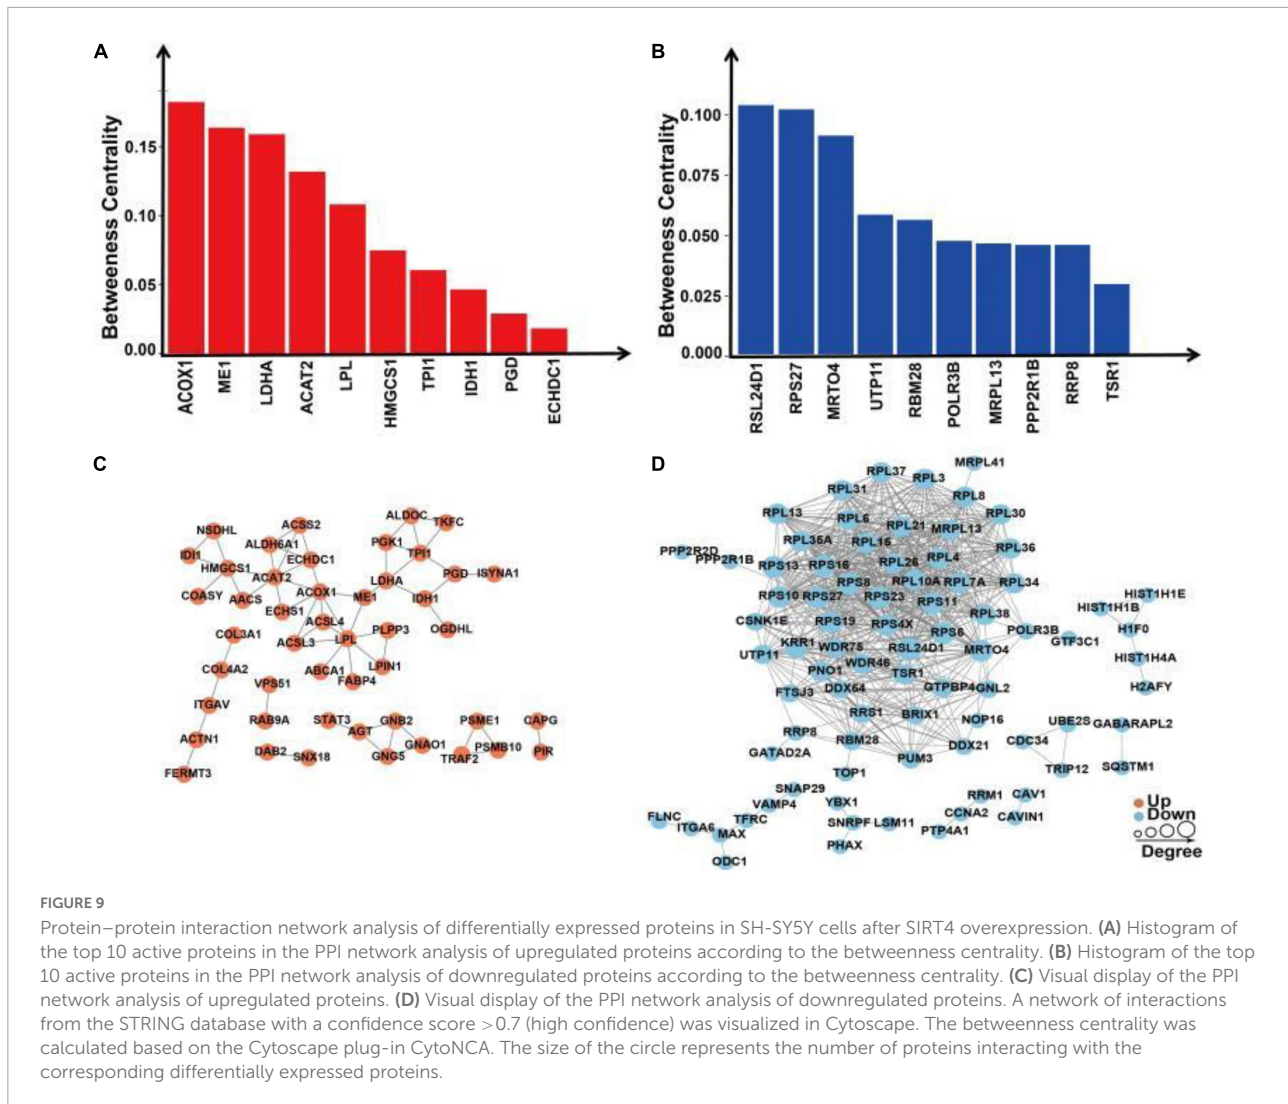 A
Betweeness Centrality
0.15
0.10
0.05
0.00
ACOX1
ME1
LDHA
ACAT2
LPL
HMGCS1
TPI1
IDH1
PGD
ECHDC1
B
Betweeness Centrality
0.100
0.075
0.050
0.025
0.000
RSL24D1
RPS27
MRTO4
UTP11
RBM28
POLR3B
MRPL13
PPP2R1B
RRP8
TSR1
C
ALDOC
TKFC
NSDHL
ACSS2
ALDH6A1
PGK1
TPI1
IDI1
ECHDC1
HMGCS1
ACAT2
LDHA
PGD
ISYNA1
COASY
AACS
ACOX1
ME1
IDH1
ECHS1
ACSL4
COL3A1
ACSL3
LPL
PLPP3
OGDHL
COL4A2
ABCA1
LPIN1
VPS51
FABP4
ITGAV
RAB9A
STAT3
GNB2
PSME1
CAPG
AGT
ACTN1
DAB2
SNX18
GNG5
GNAO1
TRAF2
PSMB10
PIR
FERMT3
D
MRPL41
RPL37
RPL3
RPL31
RPL8
RPL13
RPL6
RPL21
MRPL13
RPL30
RPL35A
RPL15
RPL36
PPP2R2D
PPP2R1B
RPS13
RPS16
RPL26
RPL4
RPS8
RPL10A
RPL7A
RPL34
RPS10
RPS27
RPS23
RPS11
HIST1H1E
HIST1H1B
CSNK1E
RPS19
RPS4X
RPS6
RPL38
POLR3B
GTF3C1
H1F0
UTP11
KRR1
WDR75
RSL24D1
MRTO4
HIST1H4A
PNO1
WDR46
TSR1
FTSJ3
DDX54
GTPBP4
GNL2
H2AFY
RRS1
BRIX1
NOP16
RRP8
RBM28
DDX21
CDC34
UBE2S
GABARAPL2
GATAD2A
PUM3
TOP1
TRIP12
SQSTM1
SNAP29
VAMP4
YBX1
RRM1
CAV1
FLNC
TFRC
CCNA2
CAVIN1
ITGA6
MAX
SNRPF
LSM11
PTP4A1
ODC1
PHAX
Up
Down
Degree
FIGURE 9
Protein–protein interaction network analysis of differentially expressed proteins in SH-SY5Y cells after SIRT4 overexpression. (A) Histogram of
the top 10 active proteins in the PPI network analysis of upregulated proteins according to the betweenness centrality. (B) Histogram of the top
10 active proteins in the PPI network analysis of downregulated proteins according to the betweenness centrality. (C) Visual display of the PPI
network analysis of upregulated proteins. (D) Visual display of the PPI network analysis of downregulated proteins. A network of interactions
from the STRING database with a confidence score >0.7 (high confidence) was visualized in Cytoscape. The betweenness centrality was
calculated based on the Cytoscape plug-in CytoNCA. The size of the circle represents the number of proteins interacting with the
corresponding differentially expressed proteins.